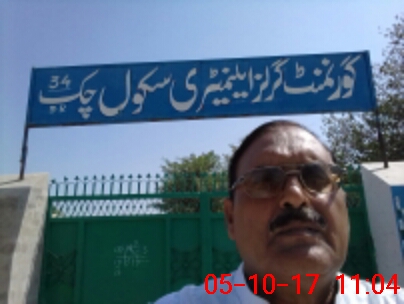 گورنمنٹ گرلز ایلیمنٹری سکول چک 34
05-10-17 11:04